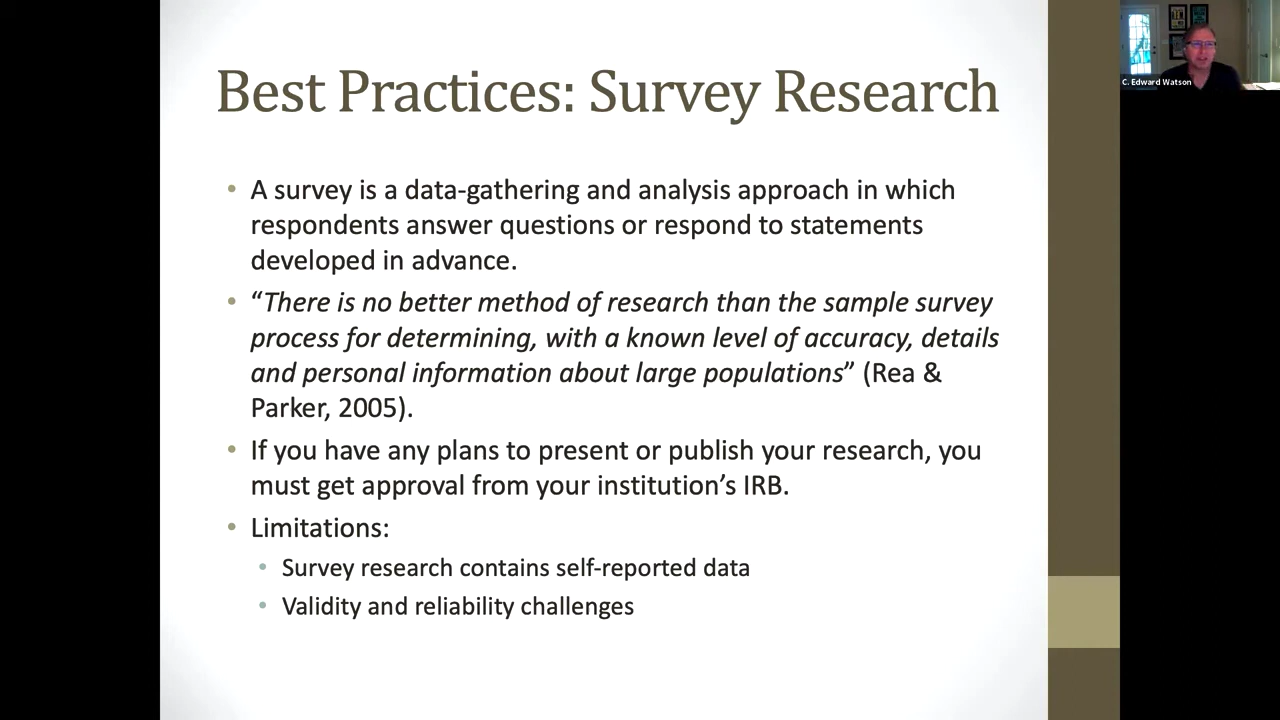 Best Practices: Survey Research
• A survey is a data-gathering and analysis approach in which
respondents answer questions or respond to statements
developed in advance.
• “There is no better method of research than the sample survey
process for determining, with a known level of accuracy, details
and personal information about large populations” (Rea &
Parker, 2005).
• If you have any plans to present or publish your research, you
must get approval from your institution’s IRB.
• Limitations:
• Survey research contains self-reported data
• Validity and reliability challenges
C. Edward Watson